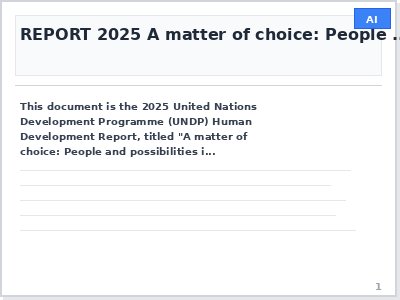 AI
REPORT 2025 A matter of choice: People ...
This document is the 2025 United Nations
Development Programme (UNDP) Human
Development Report, titled "A matter of
choice: People and possibilities i...
1